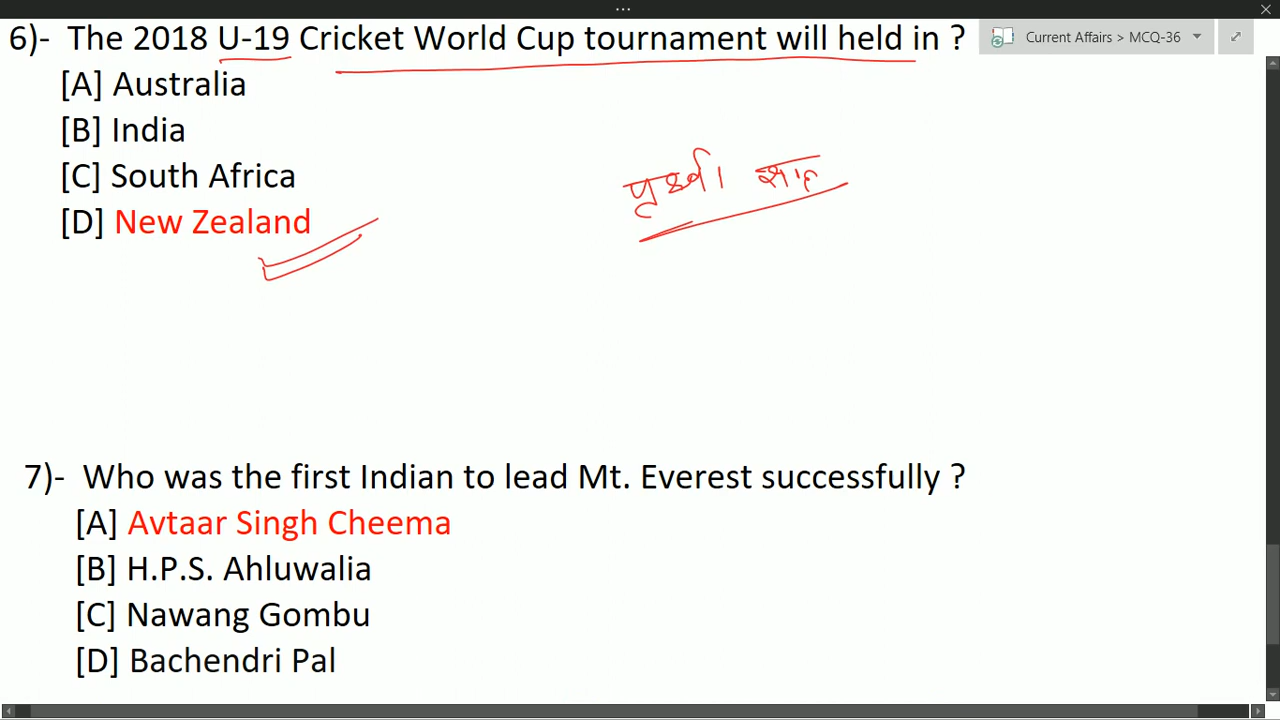 ...
6)- The 2018 U-19 Cricket World Cup tournament will held in ?
Current Affairs > MCQ-36
[A] Australia
[B] India
[C] South Africa
[D] New Zealand
पृथ्वी शाह
7)- Who was the first Indian to lead Mt. Everest successfully ?
[A] Avtaar Singh Cheema
[B] H.P.S. Ahluwalia
[C] Nawang Gombu
[D] Bachendri Pal